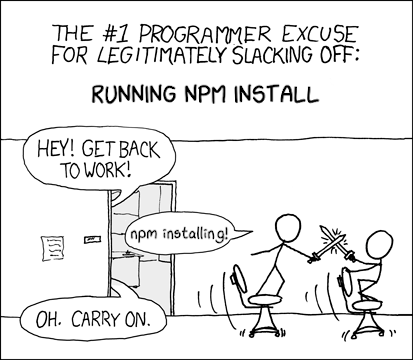 THE #1 PROGRAMMER EXCUSE
FOR LEGITIMATELY SLACKING OFF:
RUNNING NPM INSTALL
HEY! GET BACK
TO WORK!
npm installing!
OH. CARRY ON.